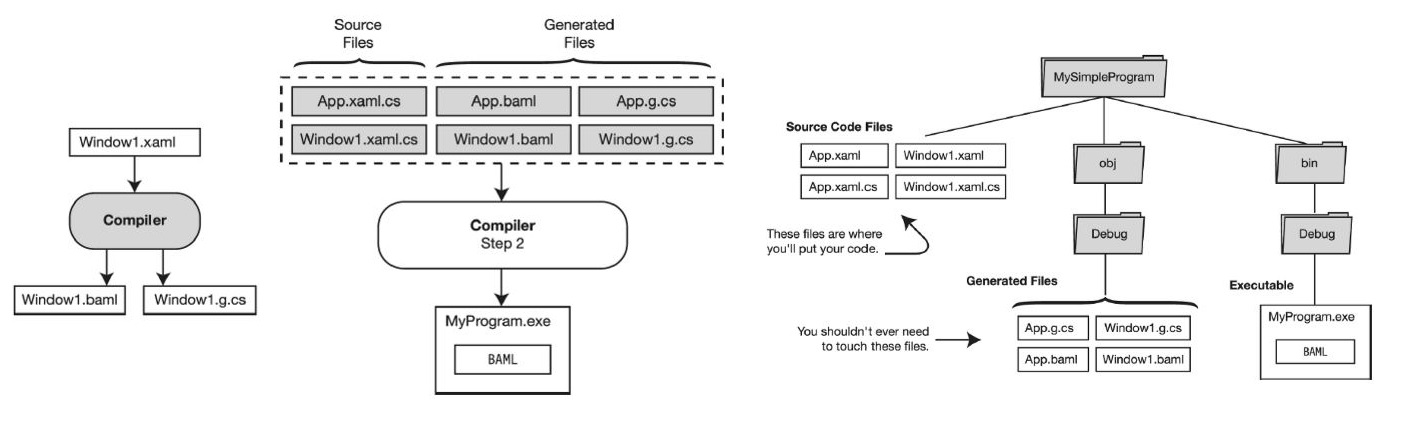 Window1.xaml
Compiler
Window1.baml
Window1.g.cs
Source
Files
Generated
Files
App.xaml.cs
App.baml
App.g.cs
Window1.xaml.cs
Window1.baml
Window1.g.cs
Compiler
Step 2
MyProgram.exe
BAML
MySimpleProgram
Source Code Files
App.xaml
Window1.xaml
App.xaml.cs
Window1.xaml.cs
These files are where
you'll put your code.
obj
Debug
Generated Files
You shouldn't ever need
to touch these files.
App.g.cs
Window1.g.cs
App.baml
Window1.baml
bin
Debug
Executable
MyProgram.exe
BAML